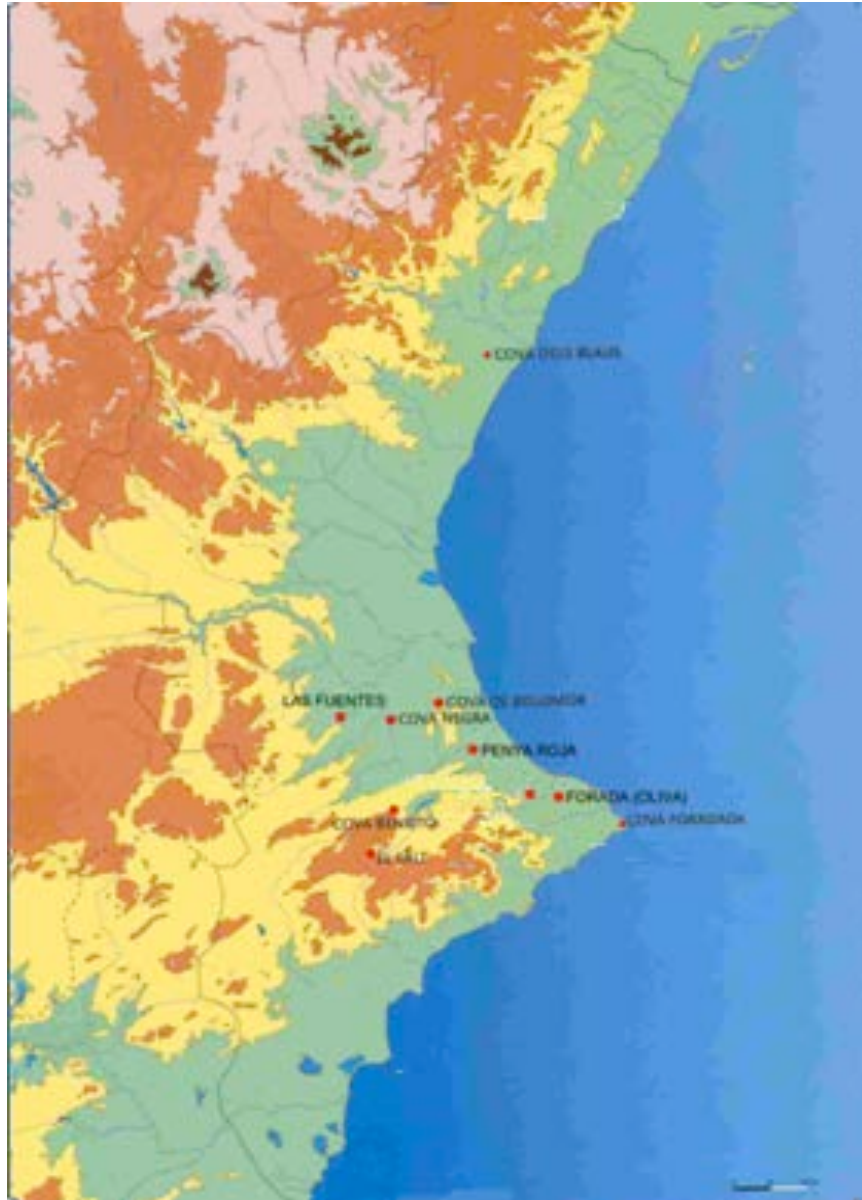 COVA DELS BLAUS
LAS FUENTES
COVA DE BOLOMOR
COVA NEGRA
PENYA ROJA
FORADA (OLIVA)
COVA FORADADA
COVA BENEITO
EL SALT